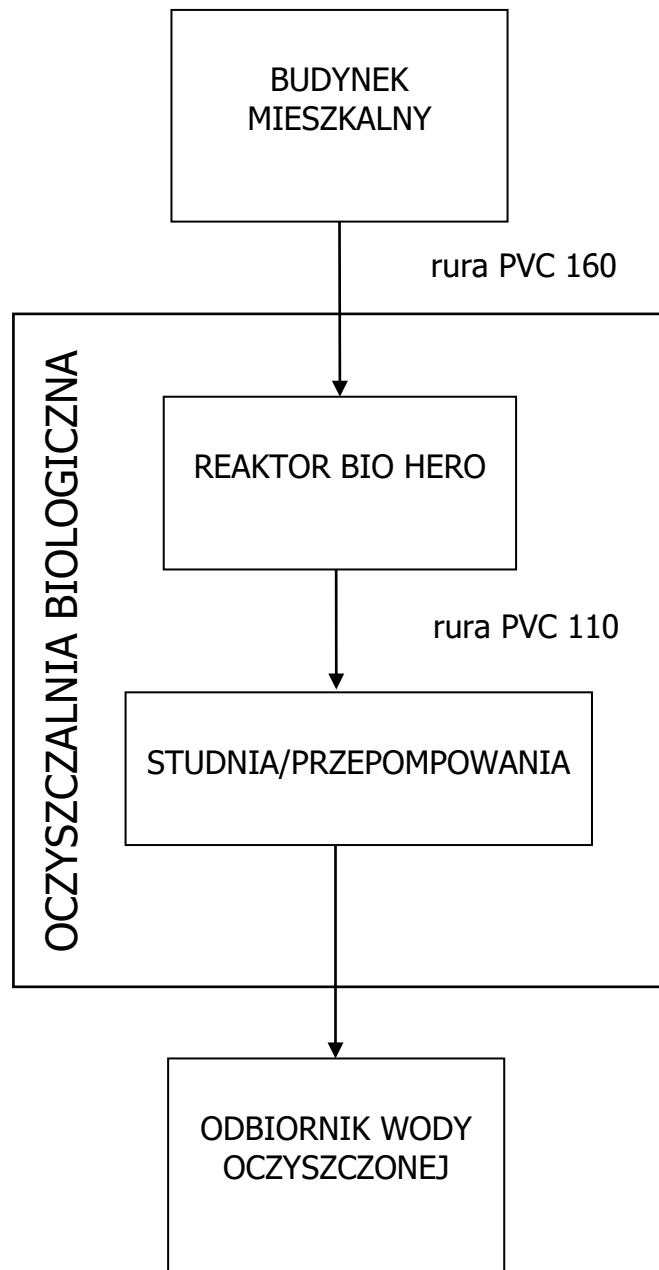 BUDYNEK
MIESZKALNY
rura PVC 160
OCZYSZCZALNIA BIOLOGICZNA
REAKTOR BIO HERO
rura PVC 110
STUDNIA/PRZEPOMPOWANIA
ODBIORNIK WODY
OCZYSZCZONEJ